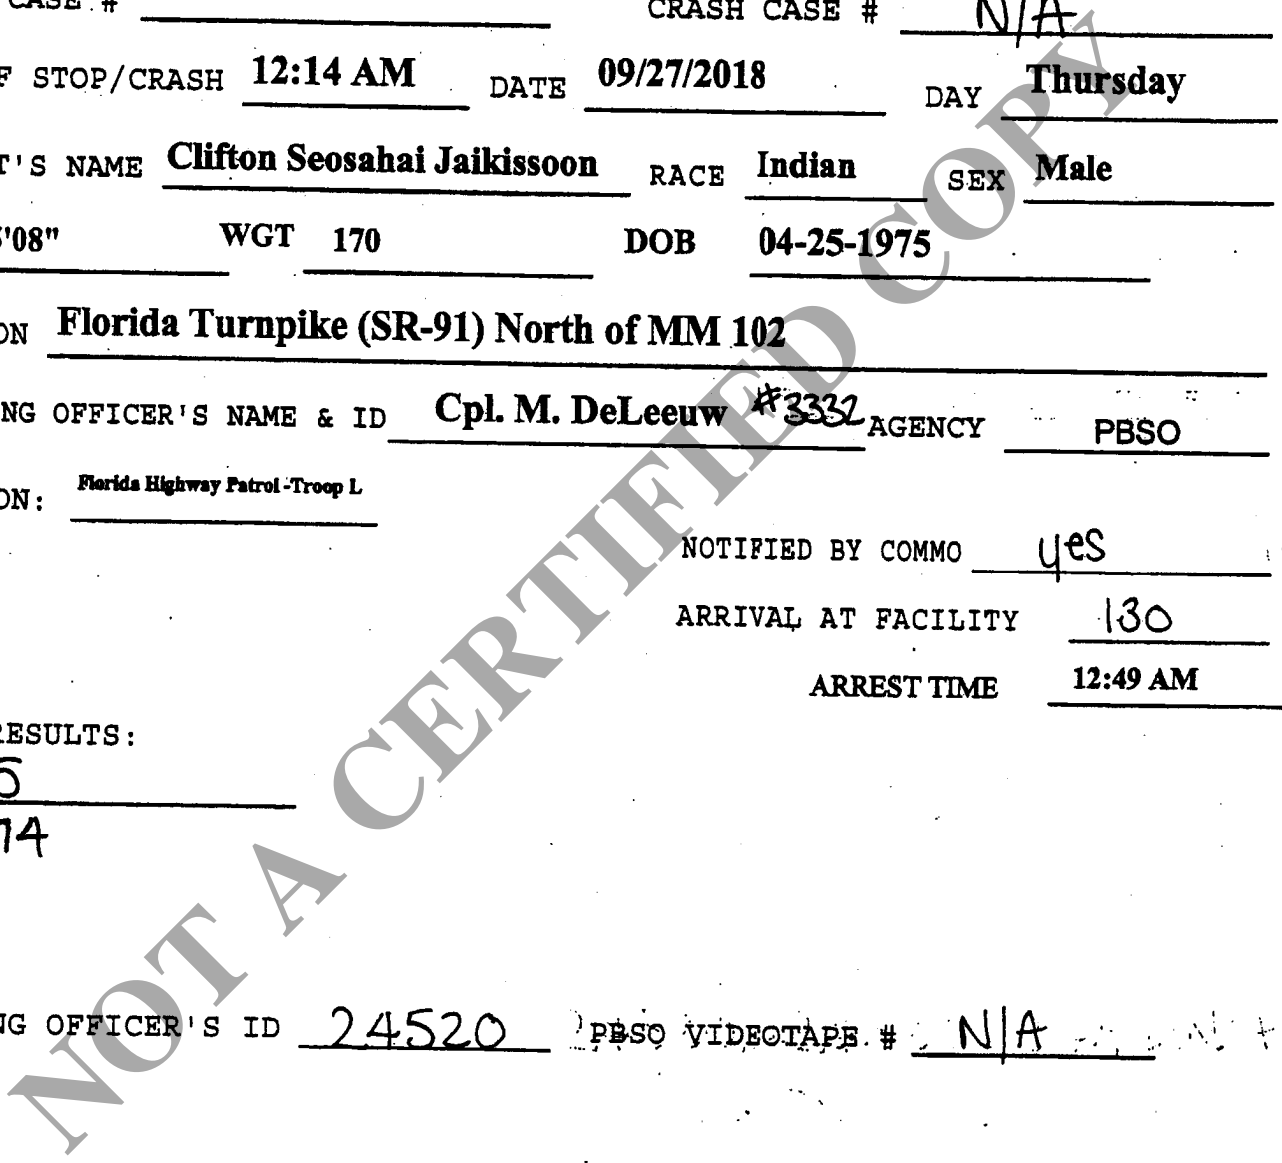 CASE # CRASH CASE # N/A
F STOP/CRASH 12:14 AM DATE 09/27/2018 DAY Thursday
T'S NAME Clifton Seosahai Jaikissoon RACE Indian SEX Male
'08" WGT 170 DOB 04-25-1975
ON Florida Turnpike (SR-91) North of MM 102
NG OFFICER'S NAME & ID Cpl. M. DeLeeuw #3332 AGENCY PBSO
ON: Florida Highway Patrol -Troop L
NOTIFIED BY COMMO yes
ARRIVAL AT FACILITY 130
ARREST TIME 12:49 AM
RESULTS:
74
NG OFFICER'S ID 24520 PBSO VIDEOTAPE # N/A
NOT A CERTIFIED COPY